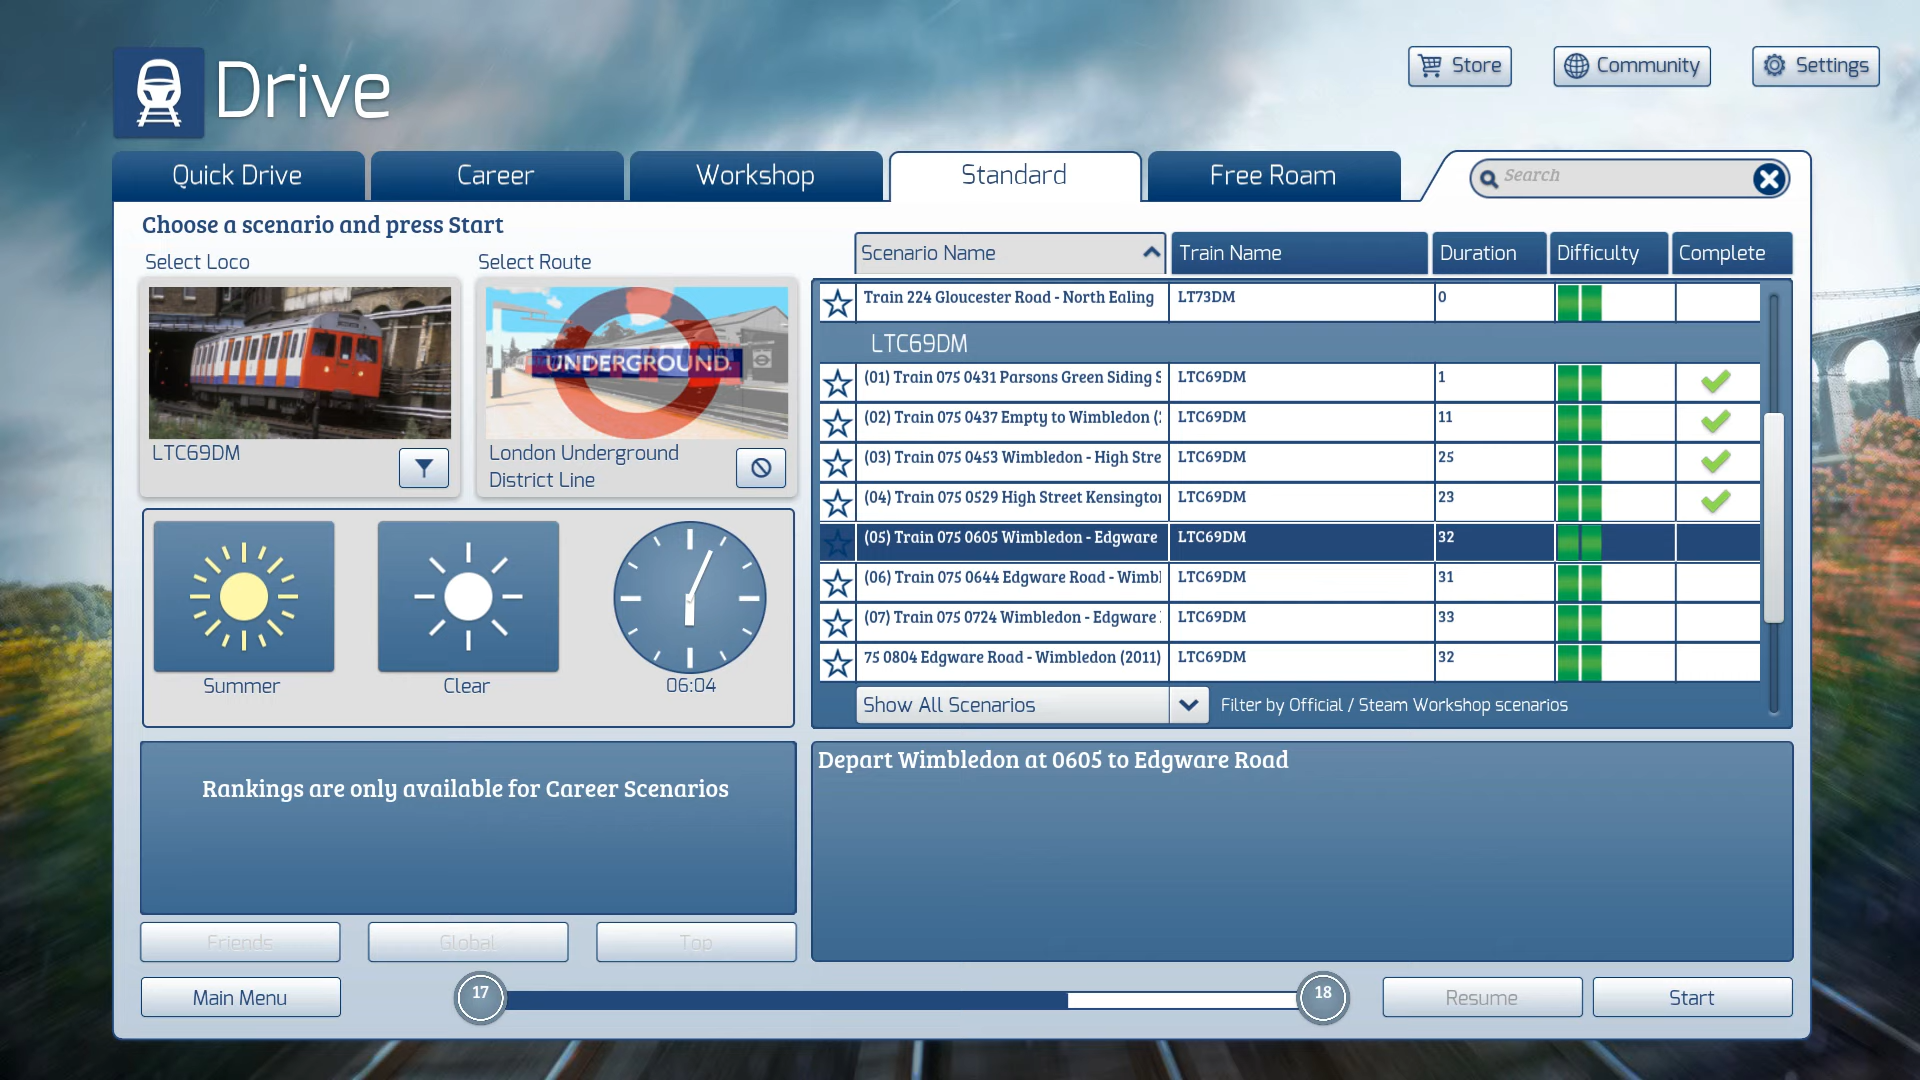 Drive
Store
Community
Settings
Quick Drive
Career
Workshop
Standard
Free Roam
Search
Choose a scenario and press Start
Select Loco
Select Route
UNDERGROUND
LTC69DM
London Underground
District Line
Summer
Clear
06:04
Scenario Name
Train Name
Duration
Difficulty
Complete
Train 224 Gloucester Road - North Ealing LT73DM 0
LTC69DM
(01) Train 075 0431 Parsons Green Siding S LTC69DM 1
(02) Train 075 0437 Empty to Wimbledon (2 LTC69DM 11
(03) Train 075 0453 Wimbledon - High Stre LTC69DM 25
(04) Train 075 0529 High Street Kensington LTC69DM 23
(05) Train 075 0605 Wimbledon - Edgware LTC69DM 32
(06) Train 075 0644 Edgware Road - Wimbl LTC69DM 31
(07) Train 075 0724 Wimbledon - Edgware LTC69DM 33
75 0804 Edgware Road - Wimbledon (2011) LTC69DM 32
Show All Scenarios
Filter by Official / Steam Workshop scenarios
Rankings are only available for Career Scenarios
Depart Wimbledon at 0605 to Edgware Road
Friends
Global
Top
Main Menu
17
18
Resume
Start